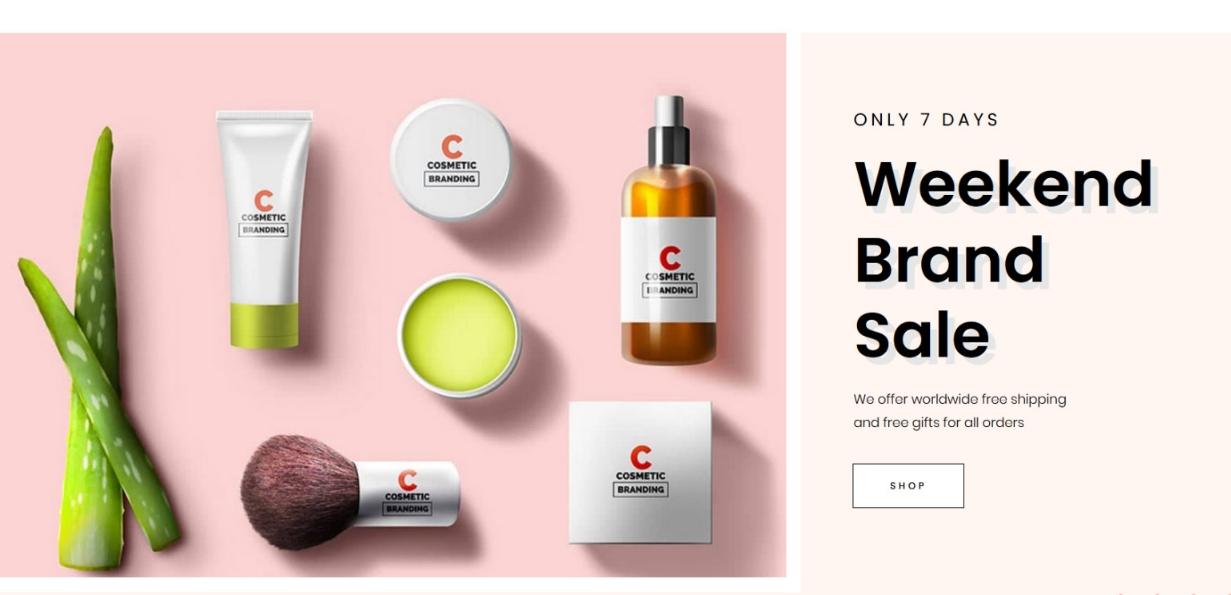 C
COSMETIC
BRANDING
C
COSMETIC
BRANDING
C
COSMETIC
BRANDING
C
COSMETIC
BRANDING
C
COSMETIC
BRANDING
ONLY 7 DAYS
Weekend
Brand
Sale
We offer worldwide free shipping
and free gifts for all orders
SHOP